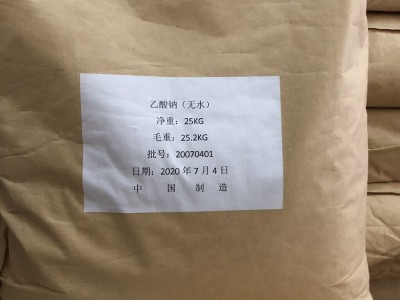 乙酸钠（无水）
净重：25KG
毛重：25.2KG
批号：20070401
日期：2020 年 7 月 4 日
中 国 制 造